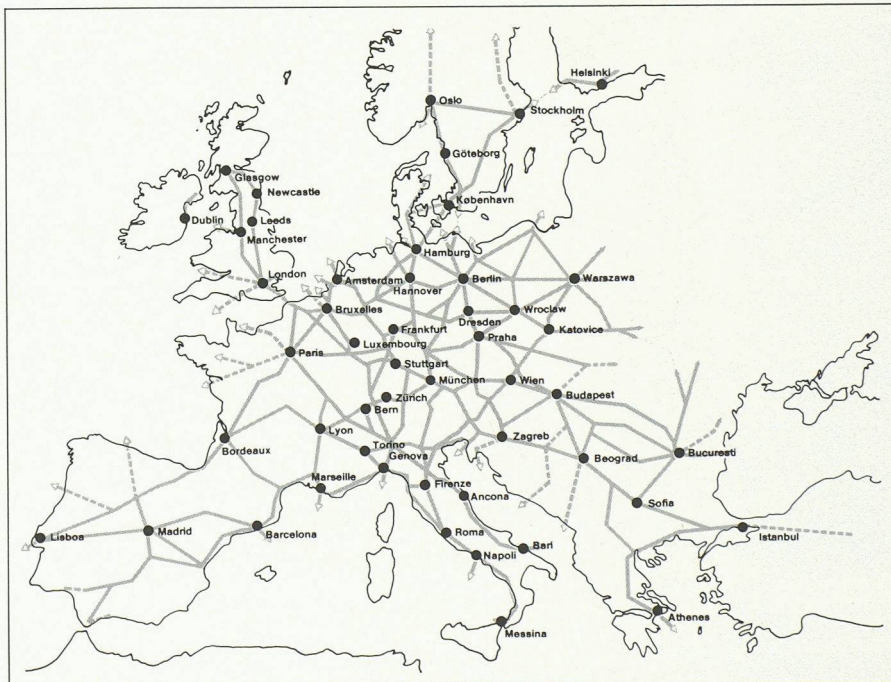 Helsinki
Oslo
Stockholm
Göteborg
Glasgow
Newcastle
København
Dublin
Leeds
Manchester
Hamburg
London
Amsterdam
Berlin
Warszawa
Hannover
Bruxelles
Wroclaw
Dresden
Frankfurt
Katovice
Luxembourg
Praha
Paris
Stuttgart
München
Wien
Budapest
Zürich
Bern
Lyon
Zagreb
Bordeaux
Torino
Genova
Beograd
Bucuresti
Marseille
Firenze
Ancona
Sofia
Lisboa
Madrid
Barcelona
Roma
Bari
Istanbul
Napoli
Athenes
Messina